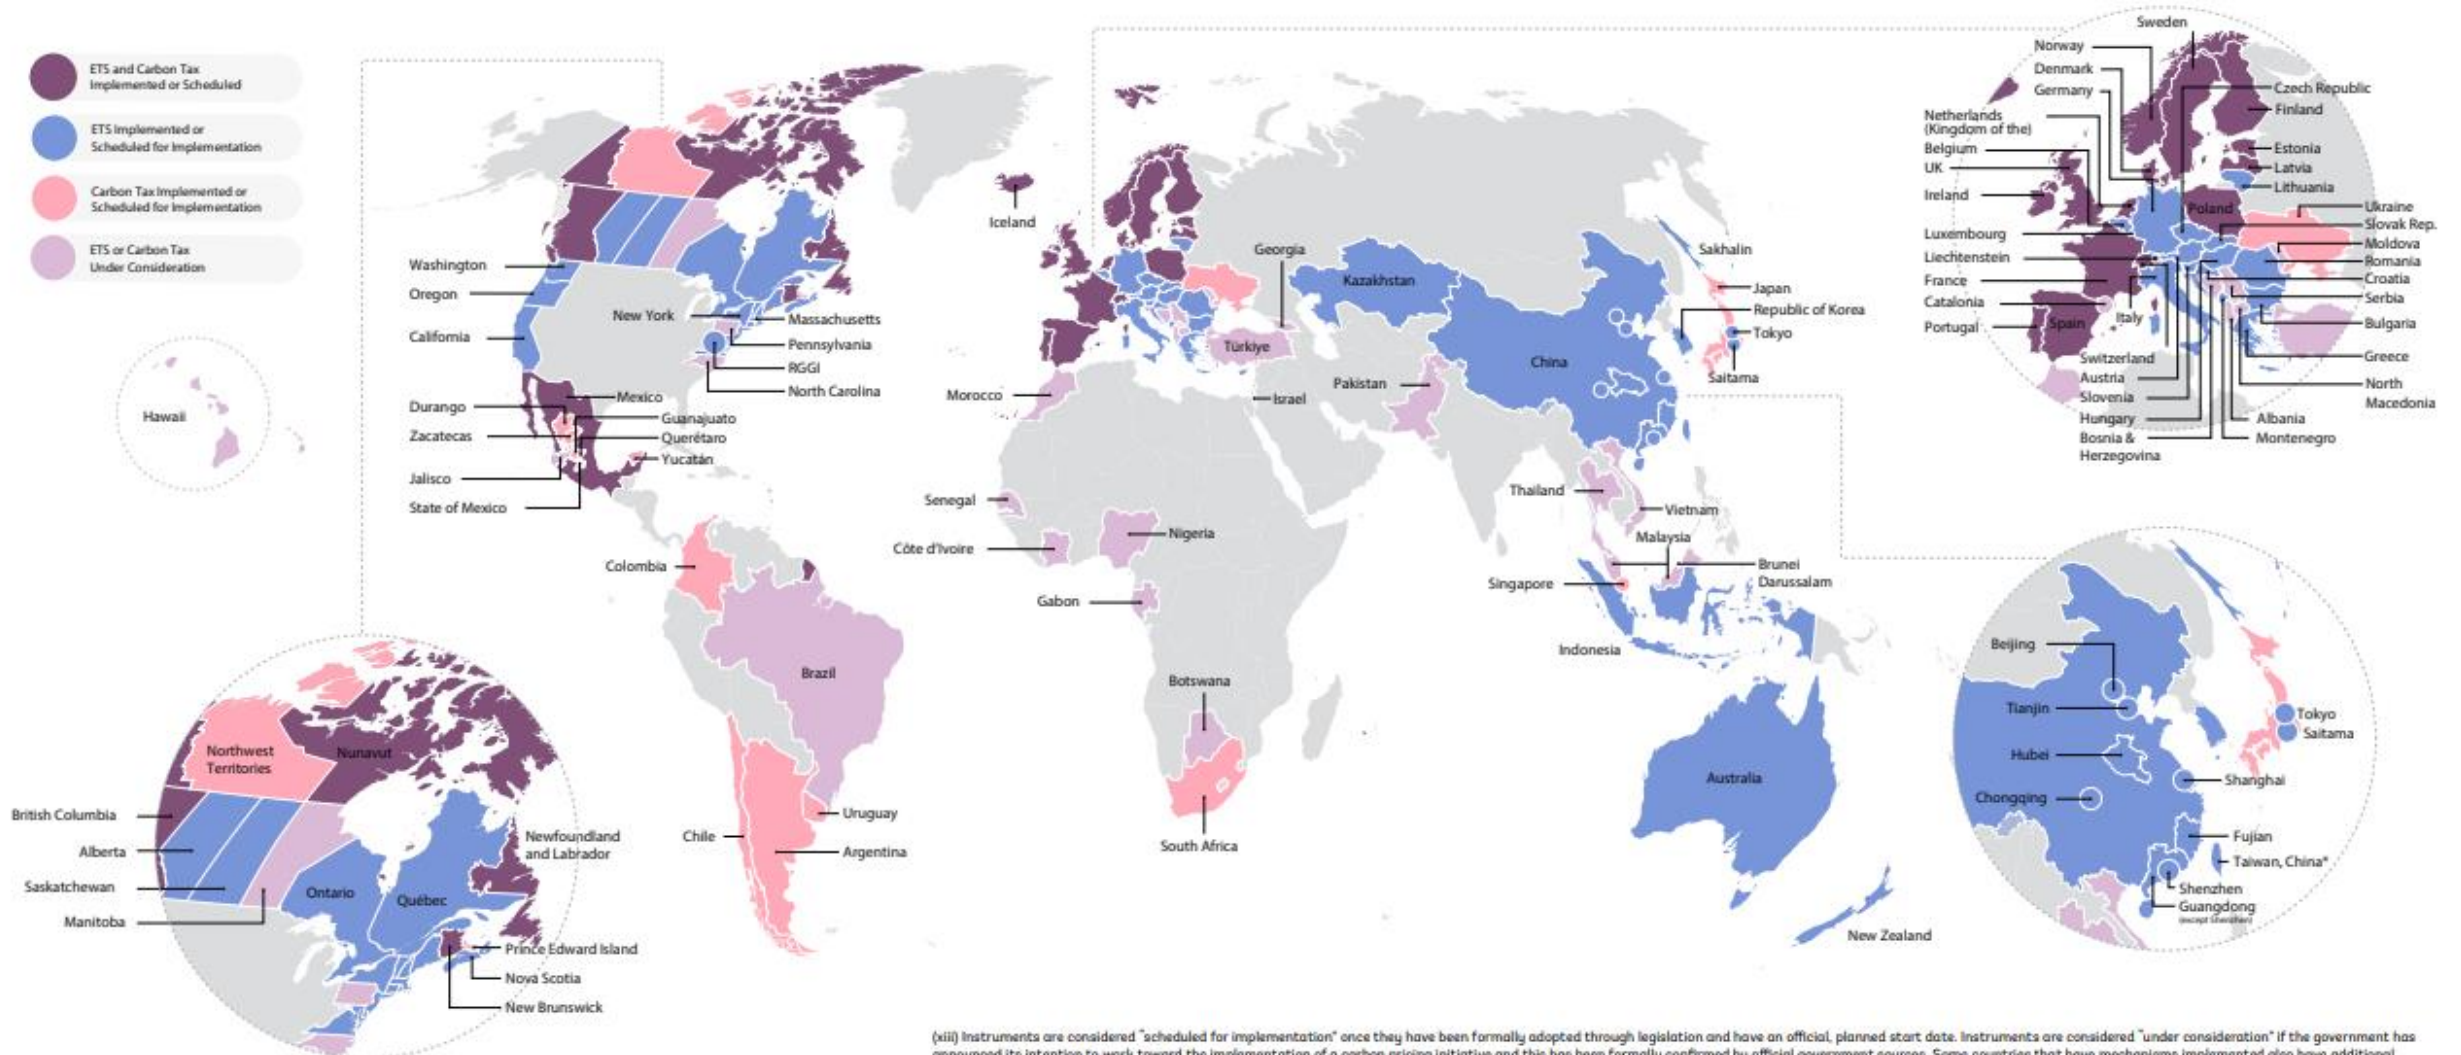 ETS and Carbon Tax
Implemented or Scheduled
ETS Implemented or
Scheduled for Implementation
Carbon Tax Implemented or
Scheduled for Implementation
ETS or Carbon Tax
Under Consideration
Hawaii
Washington
Oregon
California
New York
Massachusetts
Pennsylvania
RGGI
North Carolina
Mexico
Durango
Guanajuato
Zacatecas
Querétaro
Yucatán
Jalisco
State of Mexico
Colombia
Brazil
Uruguay
Chile
Argentina
Iceland
Georgia
Kazakhstan
Türkiye
Morocco
Israel
Pakistan
China
Sakhalin
Japan
Republic of Korea
Tokyo
Saitama
Senegal
Côte d'Ivoire
Nigeria
Gabon
Botswana
South Africa
Thailand
Vietnam
Malaysia
Brunei
Darussalam
Singapore
Indonesia
Australia
New Zealand
Sweden
Norway
Denmark
Germany
Netherlands
(Kingdom of the)
Belgium
UK
Ireland
Luxembourg
Liechtenstein
France
Catalonia
Portugal
Spain
Italy
Poland
Czech Republic
Finland
Estonia
Latvia
Lithuania
Ukraine
Slovak Rep.
Moldova
Romania
Croatia
Serbia
Bulgaria
Greece
North
Macedonia
Switzerland
Austria
Slovenia
Hungary
Bosnia &
Herzegovina
Albania
Montenegro
Northwest
Territories
Nunavut
British Columbia
Alberta
Saskatchewan
Manitoba
Ontario
Québec
Newfoundland
and Labrador
Prince Edward Island
Nova Scotia
New Brunswick
Beijing
Tianjin
Hubei
Chongqing
Tokyo
Saitama
Shanghai
Fujian
Taiwan, China*
Shenzhen
Guangdong
(except Shenzhen)
(xiii) Instruments are considered "scheduled for implementation" once they have been formally adopted through legislation and have an official, planned start date. Instruments are considered "under consideration" if the government has